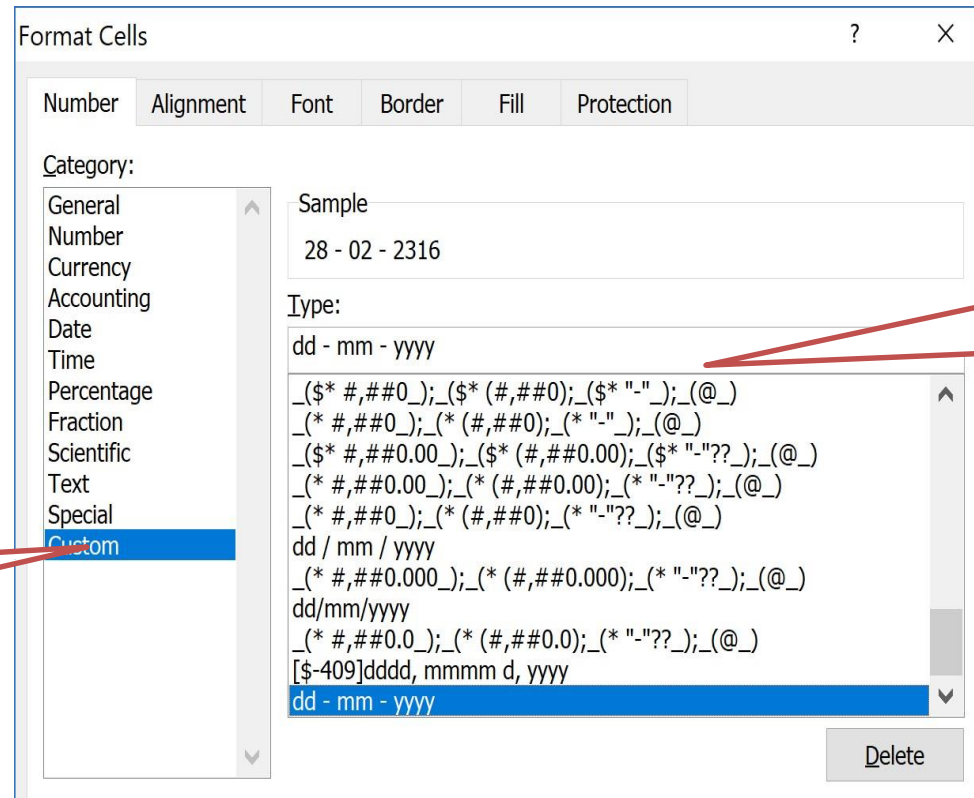 Format Cells ? X
Number Alignment Font Border Fill Protection
Category:
General
Number
Currency
Accounting
Date
Time
Percentage
Fraction
Scientific
Text
Special
Custom
Sample
28 - 02 - 2316
Type:
dd - mm - yyyy
_($* #,##0_);_($* (#,##0);_($* "-"_);_(@_)
_(* #,##0_);_(* (#,##0);_(* "-"_);_(@_)
_($* #,##0.00_);_($* (#,##0.00);_($* "-"??_);_(@_)
_(* #,##0.00_);_(* (#,##0.00);_(* "-"??_);_(@_)
_(* #,##0_);_(* (#,##0);_(* "-"??_);_(@_)
dd / mm / yyyy
_(* #,##0.000_);_(* (#,##0.000);_(* "-"??_);_(@_)
dd/mm/yyyy
_(* #,##0.0_);_(* (#,##0.0);_(* "-"??_);_(@_)
[$-409]dddd, mmmm d, yyyy
dd - mm - yyyy
Delete